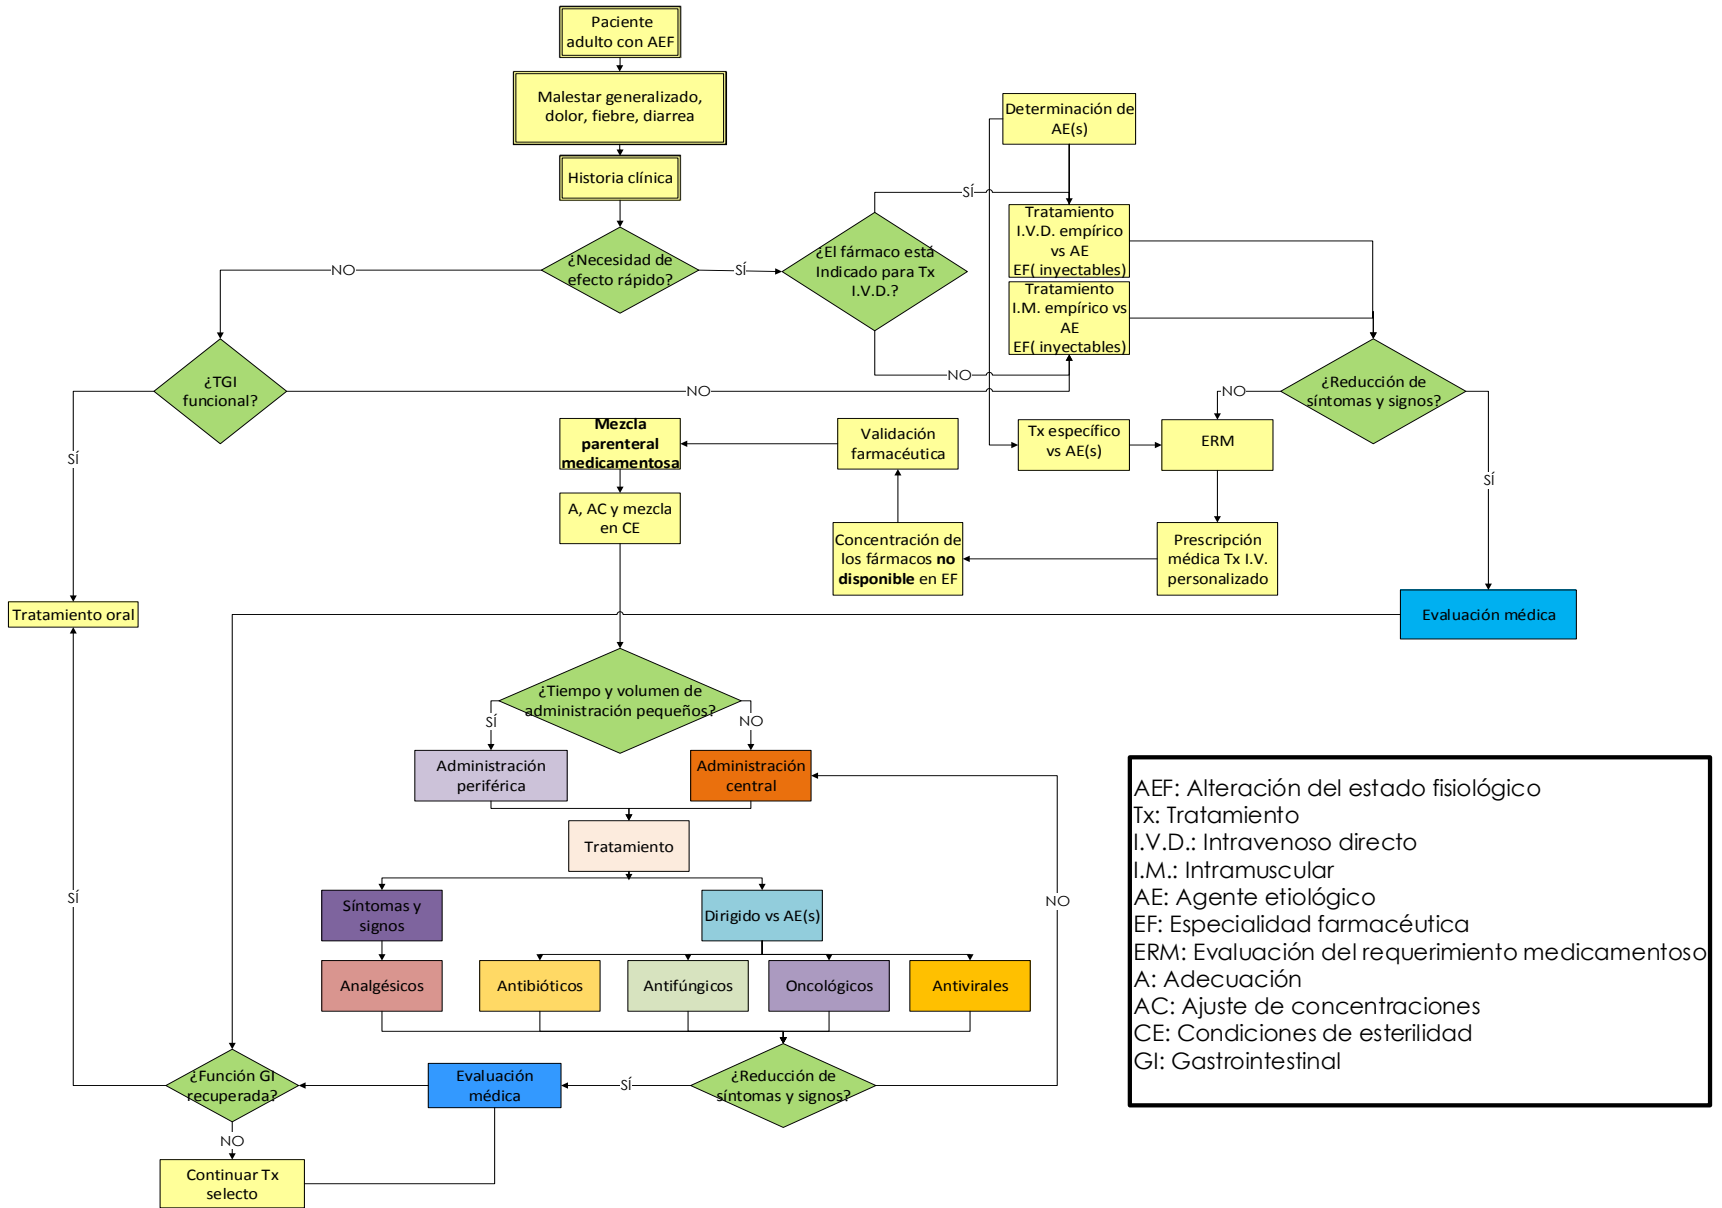 Paciente
adulto con AEF
Malestar generalizado,
dolor, fiebre, diarrea
Historia clínica
¿Necesidad de
efecto rápido?
NO
SÍ
¿El fármaco está
Indicado para Tx
I.V.D.?
SÍ
NO
Determinación de
AE(s)
Tratamiento
I.V.D. empírico
vs AE
EF( inyectables)
Tratamiento
I.M. empírico vs
AE
EF( inyectables)
¿TGI
funcional?
NO
SÍ
¿Reducción de
síntomas y signos?
NO
SÍ
Mezcla
parenteral
medicamentosa
Validación
farmacéutica
Tx específico
vs AE(s)
ERM
A, AC y mezcla
en CE
Concentración de
los fármacos no
disponible en EF
Prescripción
médica Tx I.V.
personalizado
Tratamiento oral
Evaluación médica
¿Tiempo y volumen de
administración pequeños?
SÍ
NO
Administración
periférica
Administración
central
Tratamiento
Síntomas y
signos
Dirigido vs AE(s)
NO
SÍ
Analgésicos
Antibióticos
Antifúngicos
Oncológicos
Antivirales
¿Función GI
recuperada?
Evaluación
médica
SÍ
¿Reducción de
síntomas y signos?
NO
Continuar Tx
selecto
AEF: Alteración del estado fisiológico
Tx: Tratamiento
I.V.D.: Intravenoso directo
I.M.: Intramuscular
AE: Agente etiológico
EF: Especialidad farmacéutica
ERM: Evaluación del requerimiento medicamentoso
A: Adecuación
AC: Ajuste de concentraciones
CE: Condiciones de esterilidad
GI: Gastrointestinal